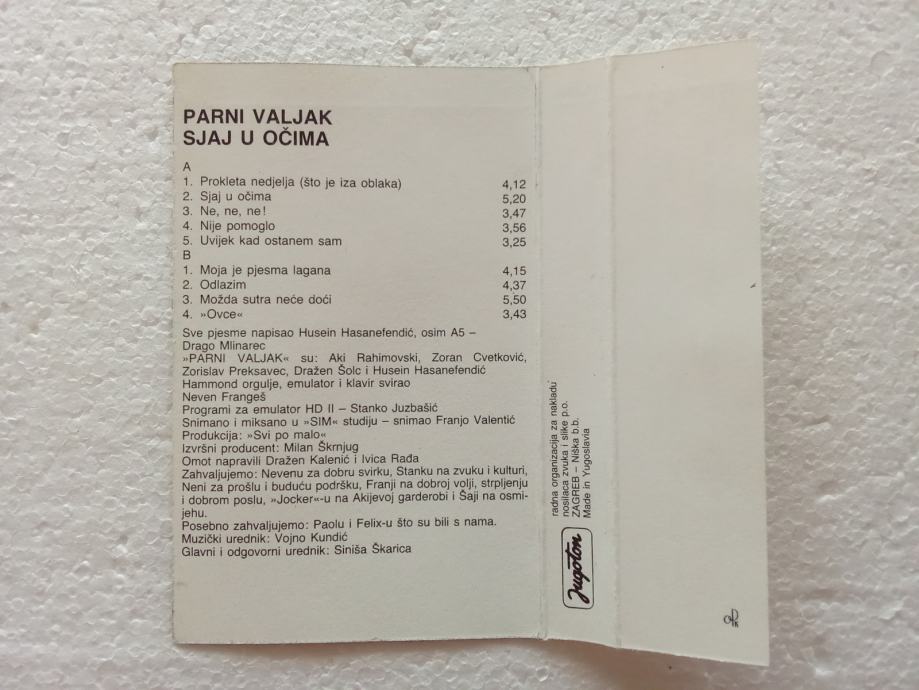 PARNI VALJAK
SJAJ U OČIMA
A
1. Prokleta nedjelja (što je iza oblaka) 4,12
2. Sjaj u očima 5,20
3. Ne, ne, ne! 3,47
4. Nije pomoglo 3,56
5. Uvijek kad ostanem sam 3,25
B
1. Moja je pjesma lagana 4,15
2. Odlazim 4,37
3. Možda sutra neće doći 5,50
4. »Ovce« 3,43
Sve pjesme napisao Husein Hasanefendić, osim A5 –
Drago Mlinarec
»PARNI VALJAK« su: Aki Rahimovski, Zoran Cvetković,
Zorislav Preksavec, Dražen Šolc i Husein Hasanefendić
Hammond orgulje, emulator i klavir svirao
Neven Frangeš
Programi za emulator HD II – Stanko Juzbašić
Snimano i miksano u »SIM« studiju – snimao Franjo Valentić
Produkcija: »Svi po malo«
Izvršni producent: Milan Škrnjug
Omot napravili Dražen Kalenić i Ivica Rađa
Zahvaljujemo: Nevenu za dobru svirku, Stanku na zvuku i kulturi,
Neni za prošlu i buduću podršku, Franji na dobroj volji, strpljenju
i dobrom poslu, »Jocker«-u na Akijevoj garderobi i Šaji na osmi-
jehu.
Posebno zahvaljujemo: Paolu i Felix-u što su bili s nama.
Muzički urednik: Vojno Kundić
Glavni i odgovorni urednik: Siniša Škarica
Jugoton
radna organizacija za nakladu
nosilaca zvuka i slike p.o.
ZAGREB – Niška b.b.
Made in Yugoslavia